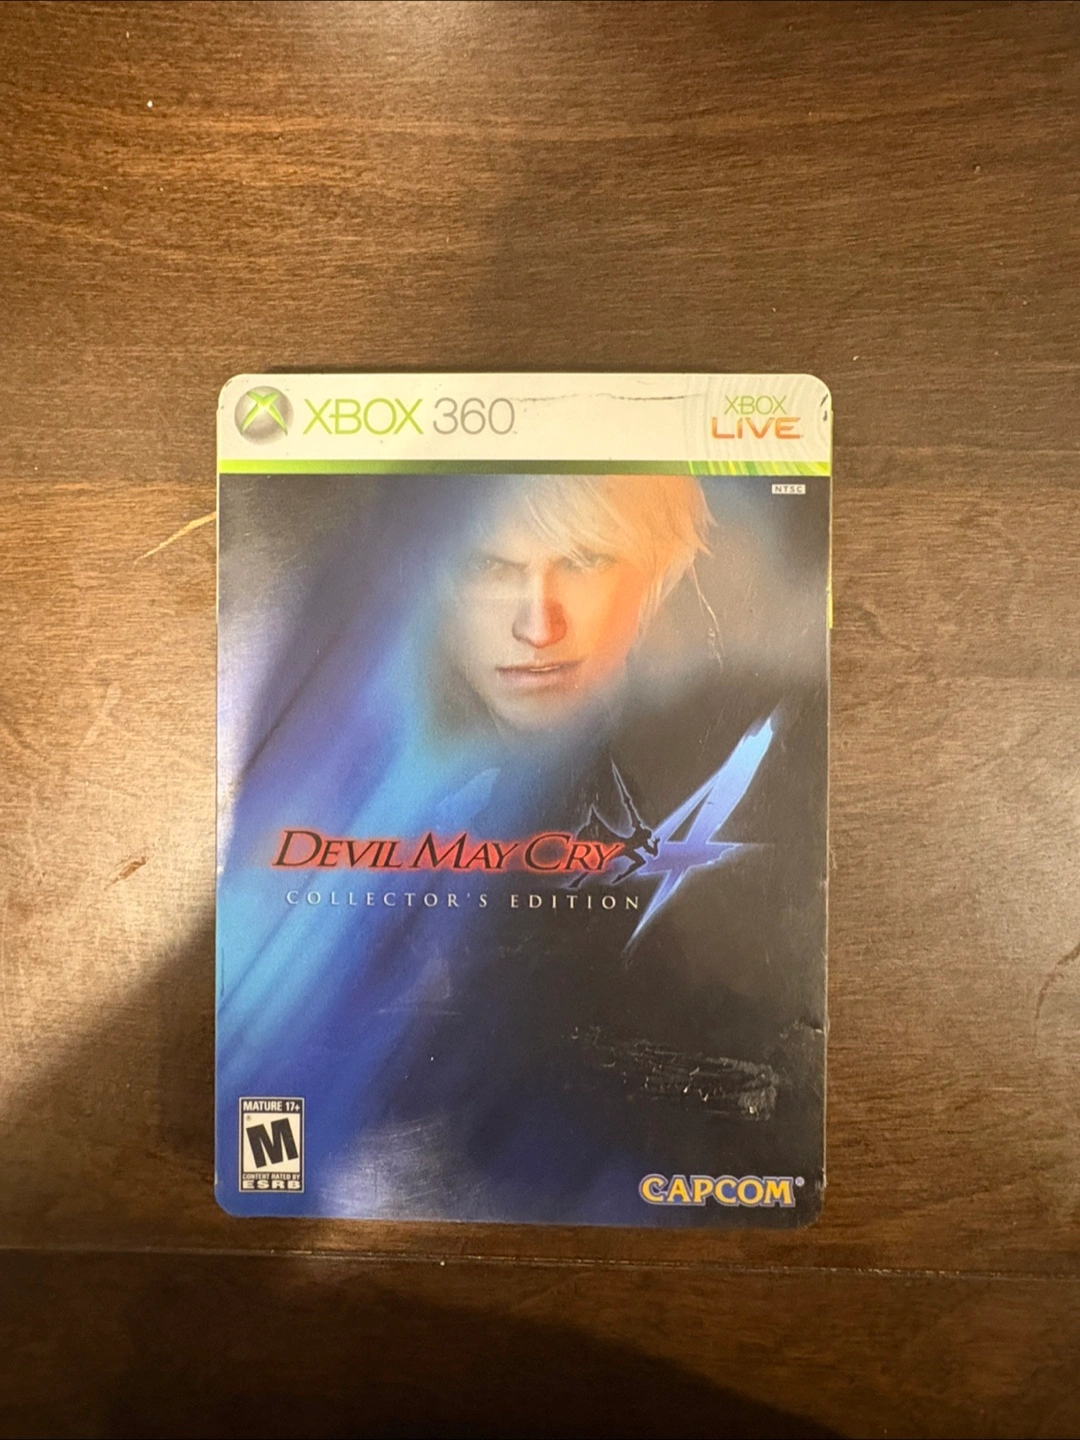 XBOX 360
XBOX
LIVE
NTSC
DEVIL MAY CRY 4
COLLECTOR'S EDITION
MATURE 17+
M
CONTENT RATED BY
ESRB
CAPCOM®